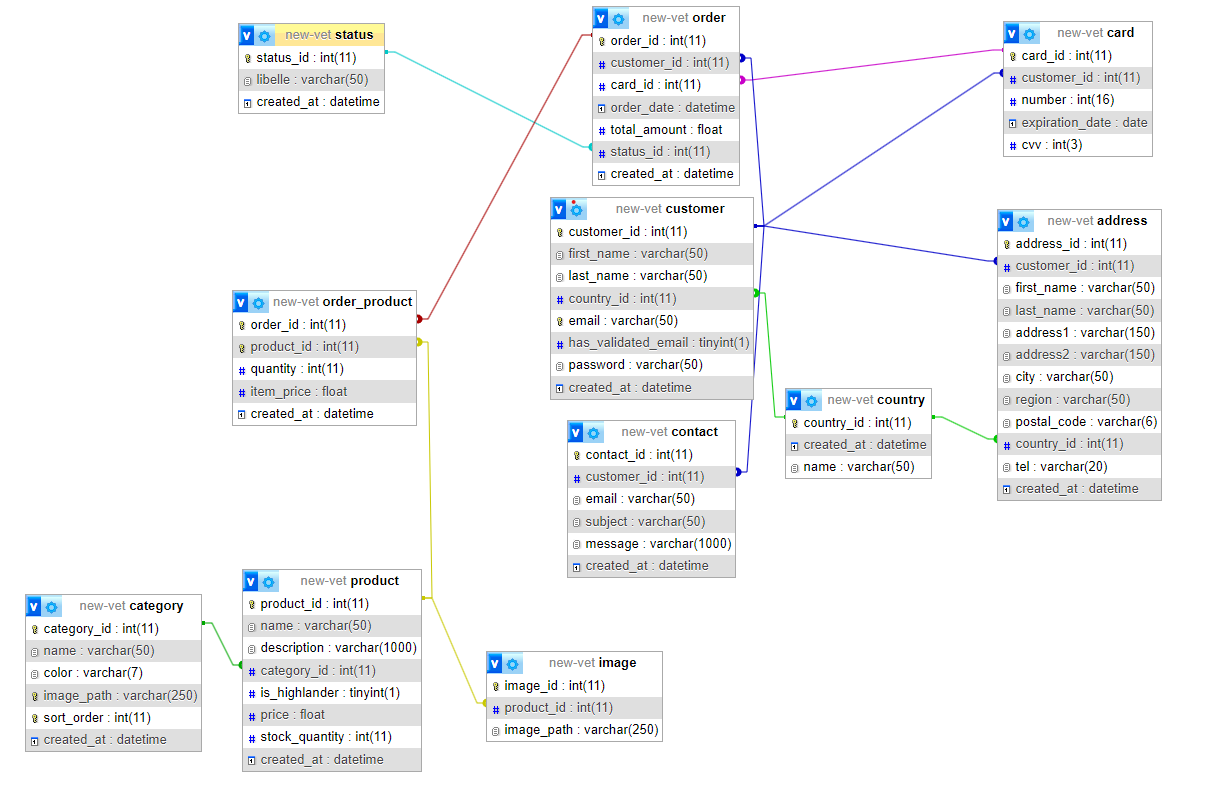 new-vet status
status_id : int(11)
libelle : varchar(50)
created_at : datetime
new-vet order
order_id : int(11)
customer_id : int(11)
card_id : int(11)
order_date : datetime
total_amount : float
status_id : int(11)
created_at : datetime
new-vet card
card_id : int(11)
customer_id : int(11)
number : int(16)
expiration_date : date
cvv : int(3)
new-vet customer
customer_id : int(11)
first_name : varchar(50)
last_name : varchar(50)
country_id : int(11)
email : varchar(50)
has_validated_email : tinyint(1)
password : varchar(50)
created_at : datetime
new-vet address
address_id : int(11)
customer_id : int(11)
first_name : varchar(50)
last_name : varchar(50)
address1 : varchar(150)
address2 : varchar(150)
city : varchar(50)
region : varchar(50)
postal_code : varchar(6)
country_id : int(11)
tel : varchar(20)
created_at : datetime
new-vet order_product
order_id : int(11)
product_id : int(11)
quantity : int(11)
item_price : float
created_at : datetime
new-vet country
country_id : int(11)
created_at : datetime
name : varchar(50)
new-vet contact
contact_id : int(11)
customer_id : int(11)
email : varchar(50)
subject : varchar(50)
message : varchar(1000)
created_at : datetime
new-vet category
category_id : int(11)
name : varchar(50)
color : varchar(7)
image_path : varchar(250)
sort_order : int(11)
created_at : datetime
new-vet product
product_id : int(11)
name : varchar(50)
description : varchar(1000)
category_id : int(11)
is_highlander : tinyint(1)
price : float
stock_quantity : int(11)
created_at : datetime
new-vet image
image_id : int(11)
product_id : int(11)
image_path : varchar(250)